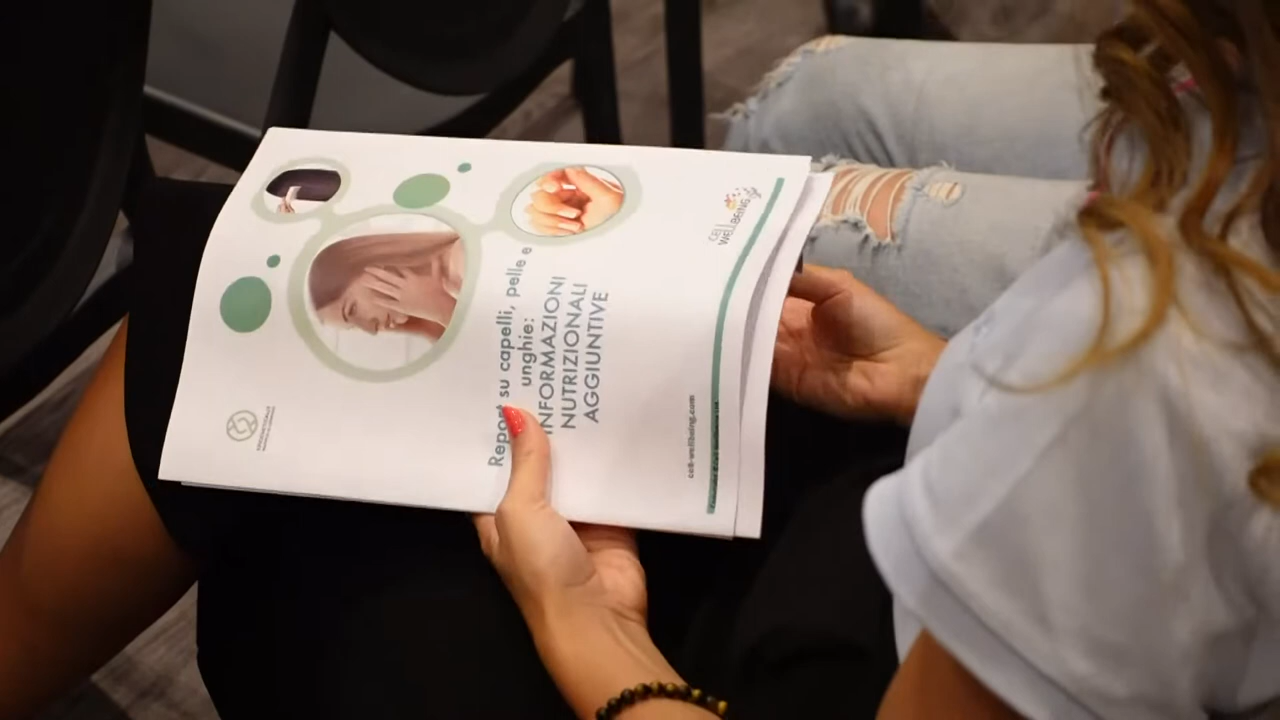 Report su capelli, pelle e
unghie:
INFORMAZIONI
NUTRIZIONALI
AGGIUNTIVE
CELL
WELLBEING
cell-wellbeing.com